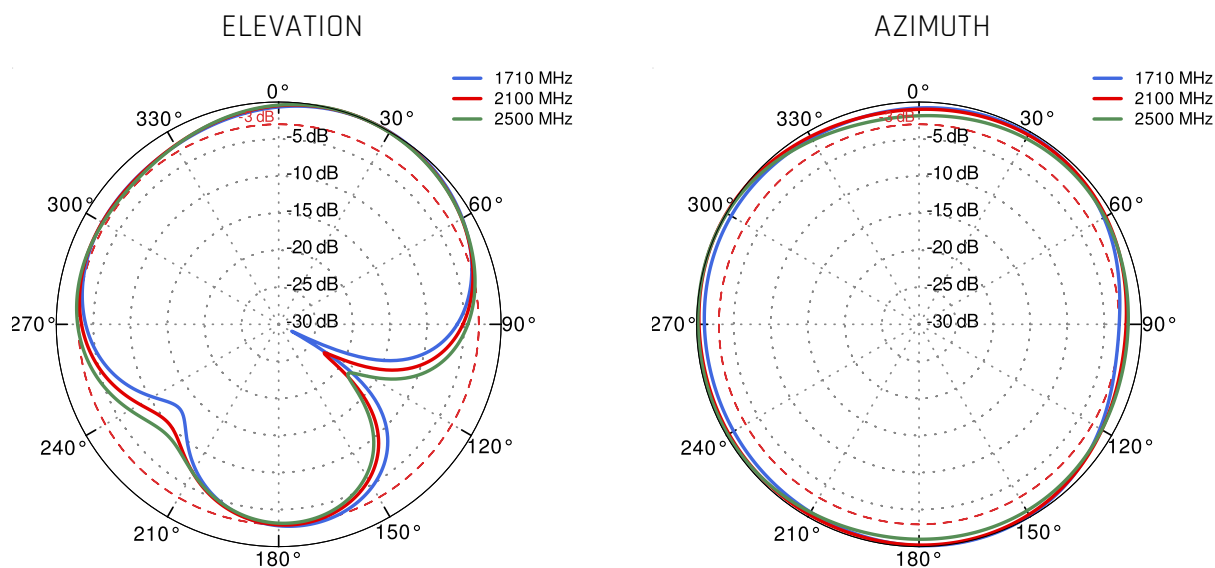 ELEVATION
1710 MHz
2100 MHz
2500 MHz
0°
330°
30°
-3 dB
-5 dB
-10 dB
300°
60°
-15 dB
-20 dB
-25 dB
270°
-30 dB
90°
240°
120°
210°
150°
180°
AZIMUTH
1710 MHz
2100 MHz
2500 MHz
0°
330°
30°
-3 dB
-5 dB
-10 dB
300°
60°
-15 dB
-20 dB
-25 dB
270°
-30 dB
90°
240°
120°
210°
150°
180°